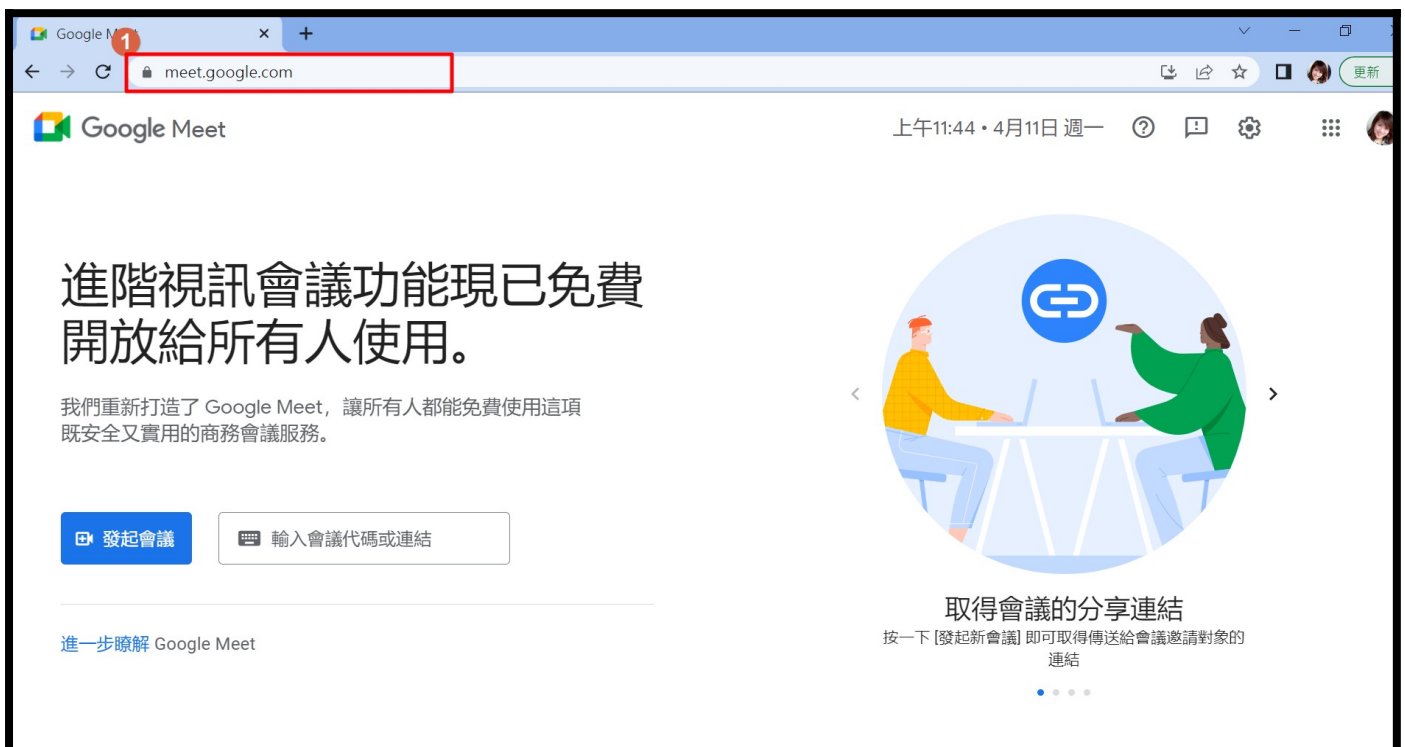 Google M
1
meet.google.com
更新
Google Meet
上午11:44 • 4月11日 週一
進階視訊會議功能現已免費
開放給所有人使用。
我們重新打造了 Google Meet，讓所有人都能免費使用這項
既安全又實用的商務會議服務。
發起會議
輸入會議代碼或連結
進一步瞭解 Google Meet
取得會議的分享連結
按一下 [發起新會議] 即可取得傳送給會議邀請對象的
連結